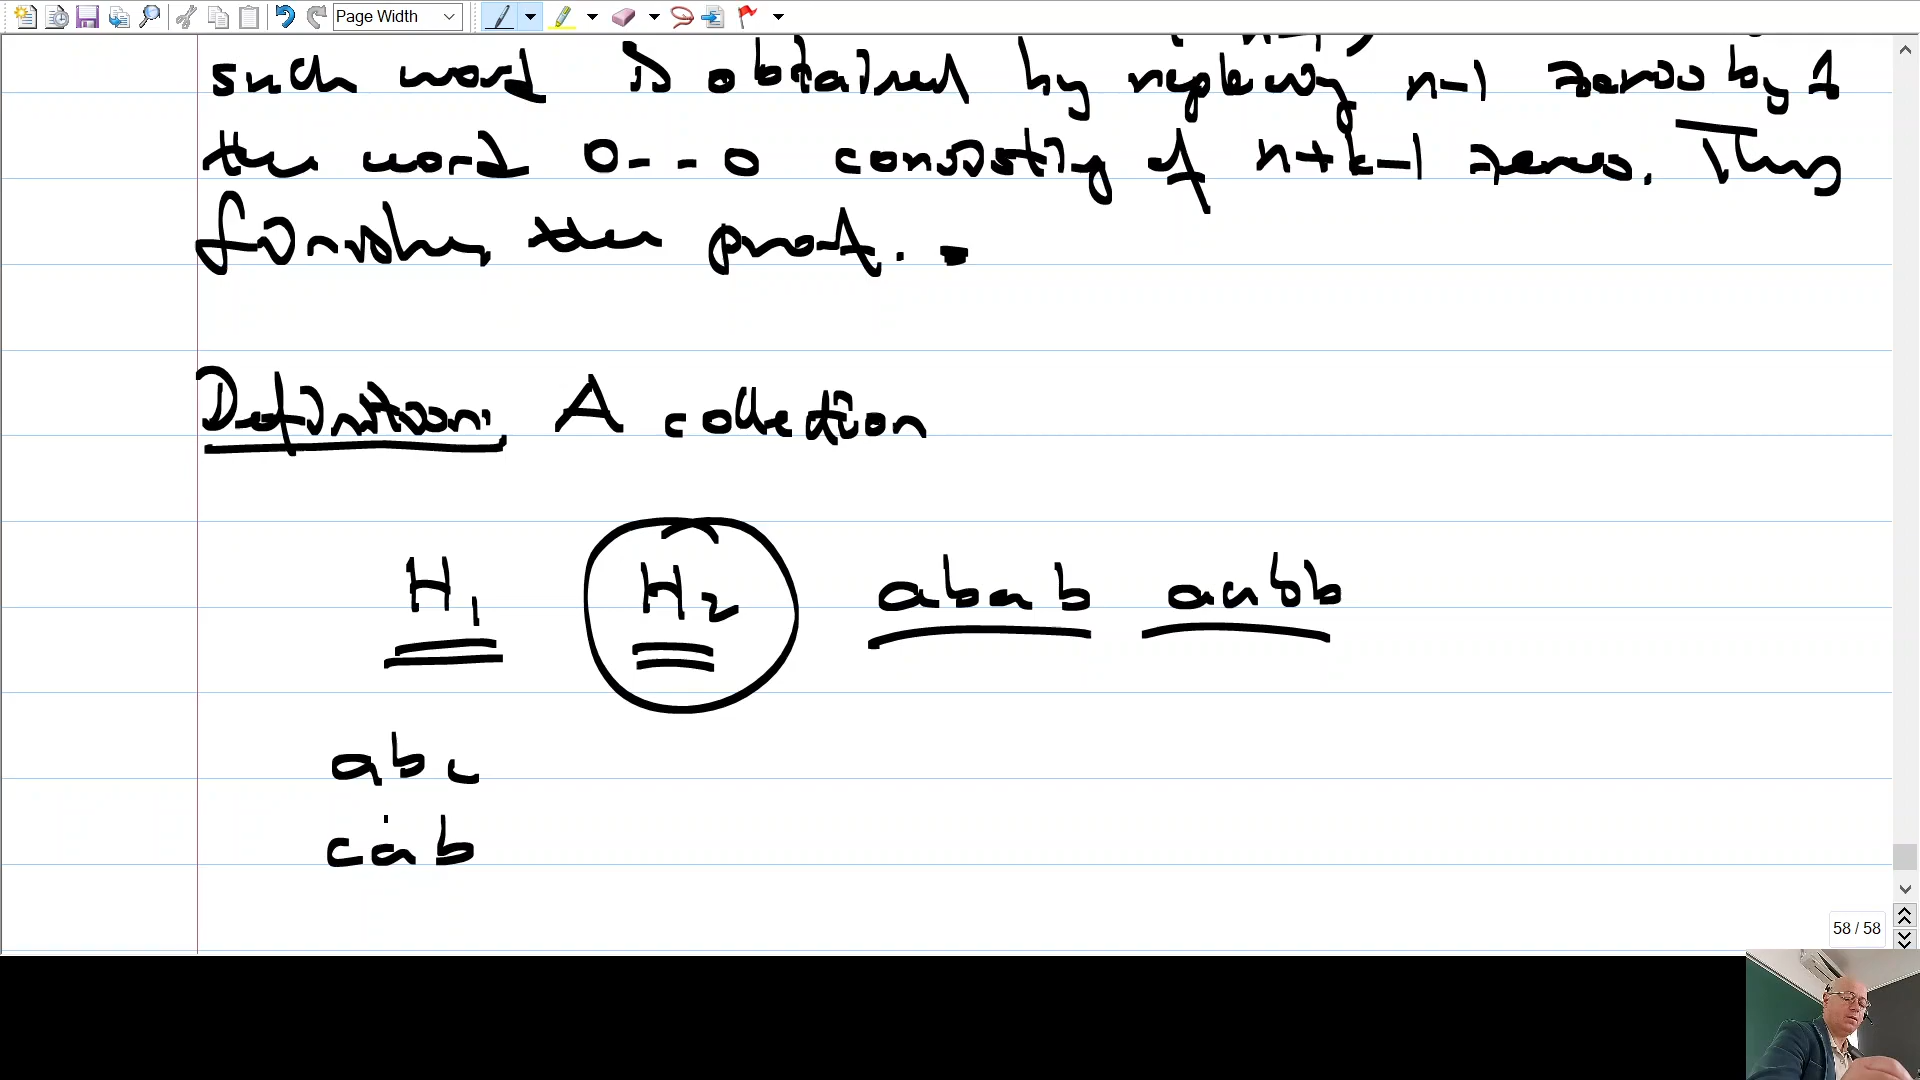 Page Width
such word is obtained by replacing n-1 zeros by 1
the word 0--0 consisting of n+k-1 zeros. This
finishes the proof.
Definition: A collection
H1 H2 abab aabb
abc
cab
58 / 58